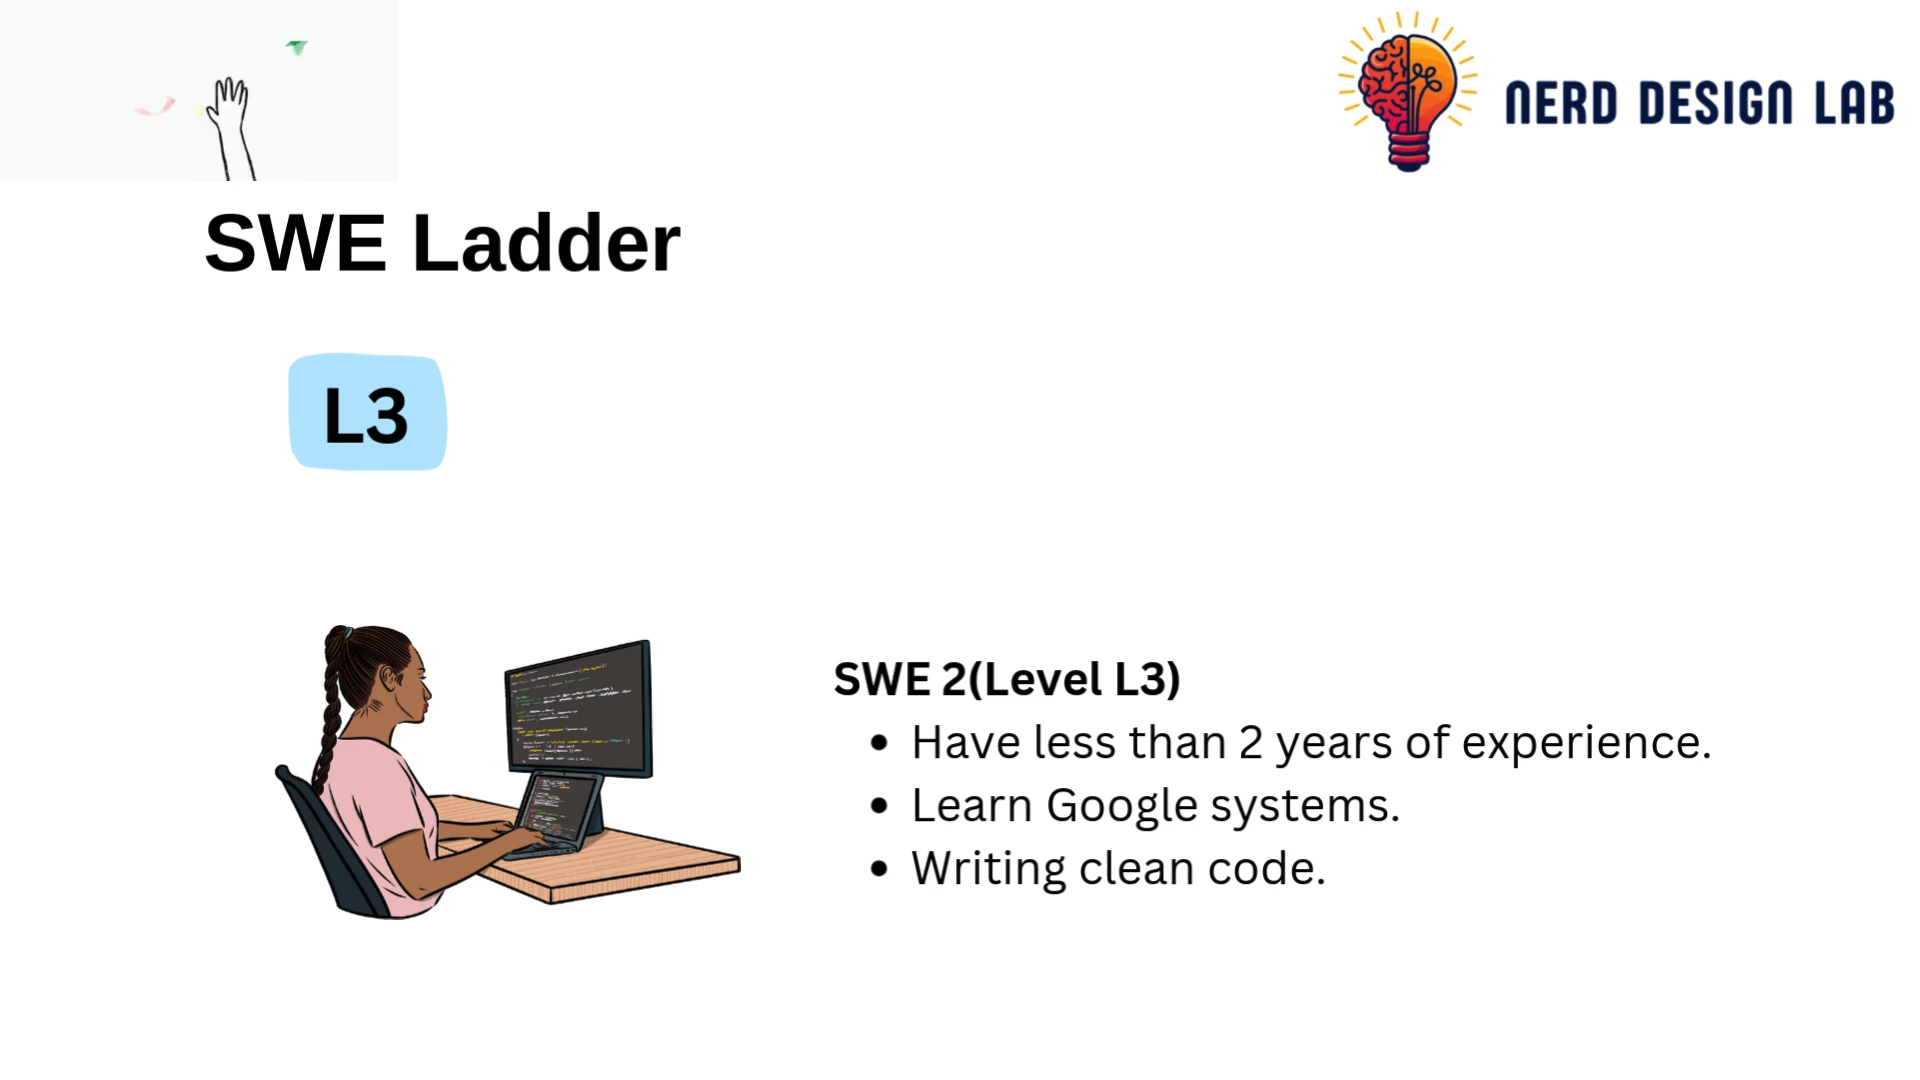 NERD DESIGN LAB
SWE Ladder
L3
SWE 2(Level L3)
Have less than 2 years of experience.
Learn Google systems.
Writing clean code.